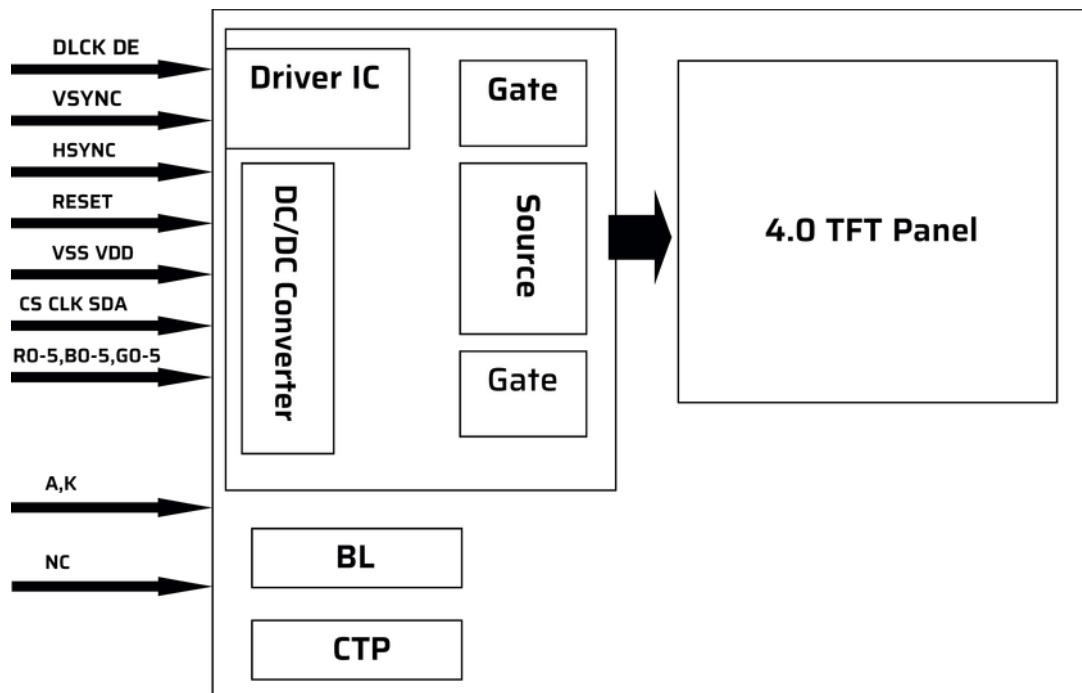 DLCK DE
VSYNC
HSYNC
RESET
VSS VDD
CS CLK SDA
R0-5,B0-5,G0-5
A,K
NC
Driver IC
DC/DC Converter
Gate
Source
Gate
BL
CTP
4.0 TFT Panel